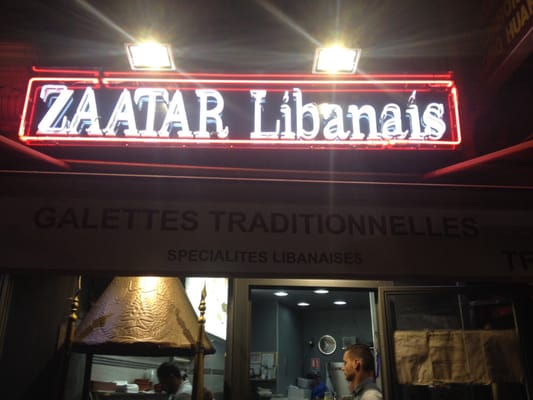 ZAATAR Libanais
GALETTES TRADITIONNELLES
SPECIALITES LIBANAISES